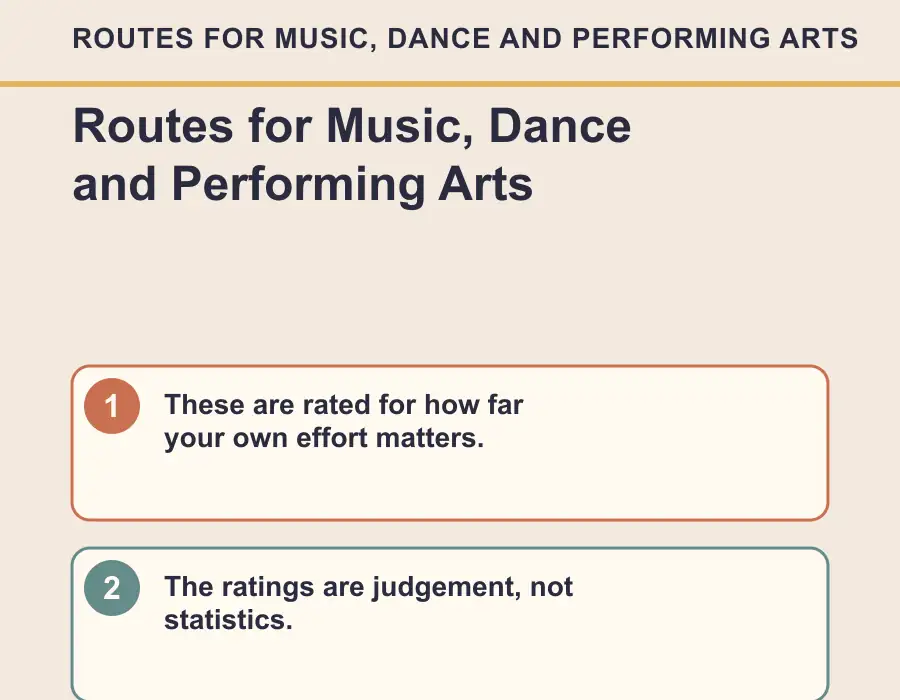 ROUTES FOR MUSIC, DANCE AND PERFORMING ARTS
Routes for Music, Dance
and Performing Arts
1
These are rated for how far
your own effort matters.
2
The ratings are judgement, not
statistics.